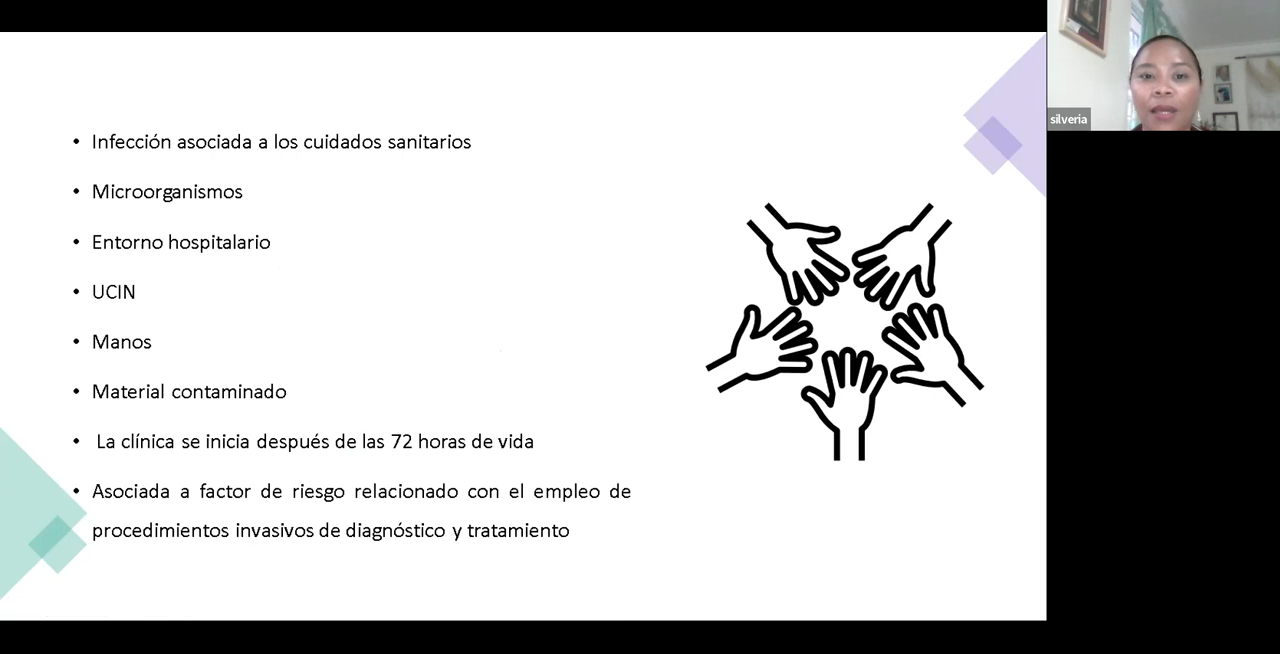 • Infección asociada a los cuidados sanitarios
• Microorganismos
• Entorno hospitalario
• UCIN
• Manos
• Material contaminado
• La clínica se inicia después de las 72 horas de vida
• Asociada a factor de riesgo relacionado con el empleo de
procedimientos invasivos de diagnóstico y tratamiento
silveria